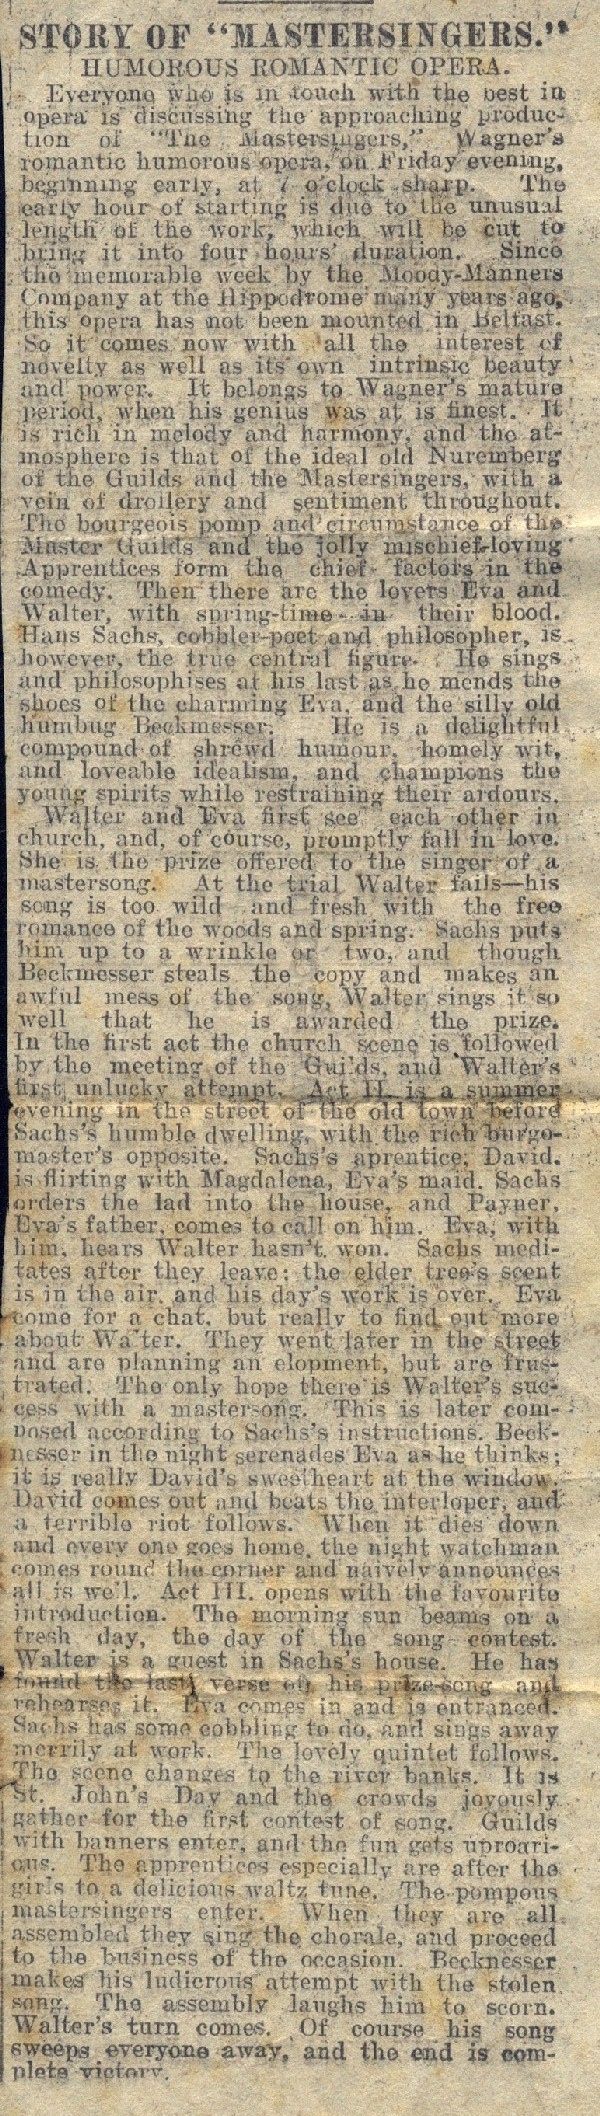 STORY OF "MASTERSINGERS."
HUMOROUS ROMANTIC OPERA.
Everyone who is in touch with the best in
opera is discussing the approaching produc-
tion of "The Mastersingers," Wagner's
romantic humorous opera, on Friday evening,
beginning early, at 7 o'clock sharp. The
early hour of starting is due to the unusual
length of the work, which will be cut to
bring it into four hours' duration. Since
the memorable week by the Moody-Manners
Company at the Hippodrome many years ago,
this opera has not been mounted in Belfast.
So it comes now with all the interest of
novelty as well as its own intrinsic beauty
and power. It belongs to Wagner's mature
period, when his genius was at is finest. It
is rich in melody and harmony, and the at-
mosphere is that of the ideal old Nuremberg
of the Guilds and the Mastersingers, with a
vein of drollery and sentiment throughout.
The bourgeois pomp and circumstance of the
Master Guilds and the jolly mischief-loving
Apprentices form the chief factors in the
comedy. Then there are the lovers Eva and
Walter, with spring-time in their blood.
Hans Sachs, cobbler-poet and philosopher, is
however, the true central figure. He sings
and philosophises at his last as he mends the
shoes of the charming Eva, and the silly old
humbug Beckmesser. He is a delightful
compound of shrewd humour, homely wit,
and loveable idealism, and champions the
young spirits while restraining their ardours.
Walter and Eva first see each other in
church, and, of course, promptly fall in love.
She is the prize offered to the singer of a
mastersong. At the trial Walter fails—his
song is too wild and fresh with the free
romance of the woods and spring. Sachs puts
him up to a wrinkle or two, and though
Beckmesser steals the copy and makes an
awful mess of the song, Walter sings it so
well that he is awarded the prize.
In the first act the church scene is followed
by the meeting of the Guilds, and Walter's
first unlucky attempt. Act II. is a summer
evening in the street of the old town before
Sachs's humble dwelling, with the rich burgo-
master's opposite. Sachs's aprentice, David,
is flirting with Magdalena, Eva's maid. Sachs
orders the lad into the house, and Payner,
Eva's father, comes to call on him. Eva, with
him, hears Walter hasn't won. Sachs medi-
tates after they leave; the elder tree's scent
is in the air, and his day's work is over. Eva
come for a chat, but really to find out more
about Walter. They went later in the street
and are planning an elopment, but are frus-
trated. The only hope there is Walter's suc-
cess with a mastersong. This is later com-
posed according to Sachs's instructions. Beck-
nesser in the night serenades Eva as he thinks;
it is really David's sweetheart at the window.
David comes out and beats the interloper, and
a terrible riot follows. When it dies down
and every one goes home, the night watchman
comes round the corner and naively announces
all is well. Act III. opens with the favourite
introduction. The morning sun beams on a
fresh day, the day of the song contest.
Walter is a guest in Sachs's house. He has
found the last verse of his prize-song and
rehearses it. Eva comes in and is entranced.
Sachs has some cobbling to do, and sings away
merrily at work. The lovely quintet follows.
The scene changes to the river banks. It is
St. John's Day and the crowds joyously
gather for the first contest of song. Guilds
with banners enter, and the fun gets uproari-
ous. The apprentices especially are after the
girls to a delicious waltz tune. The pompous
mastersingers enter. When they are all
assembled they sing the chorale, and proceed
to the business of the occasion. Becknesser
makes his ludicrous attempt with the stolen
song. The assembly laughs him to scorn.
Walter's turn comes. Of course his song
sweeps everyone away, and the end is com-
plete victory.